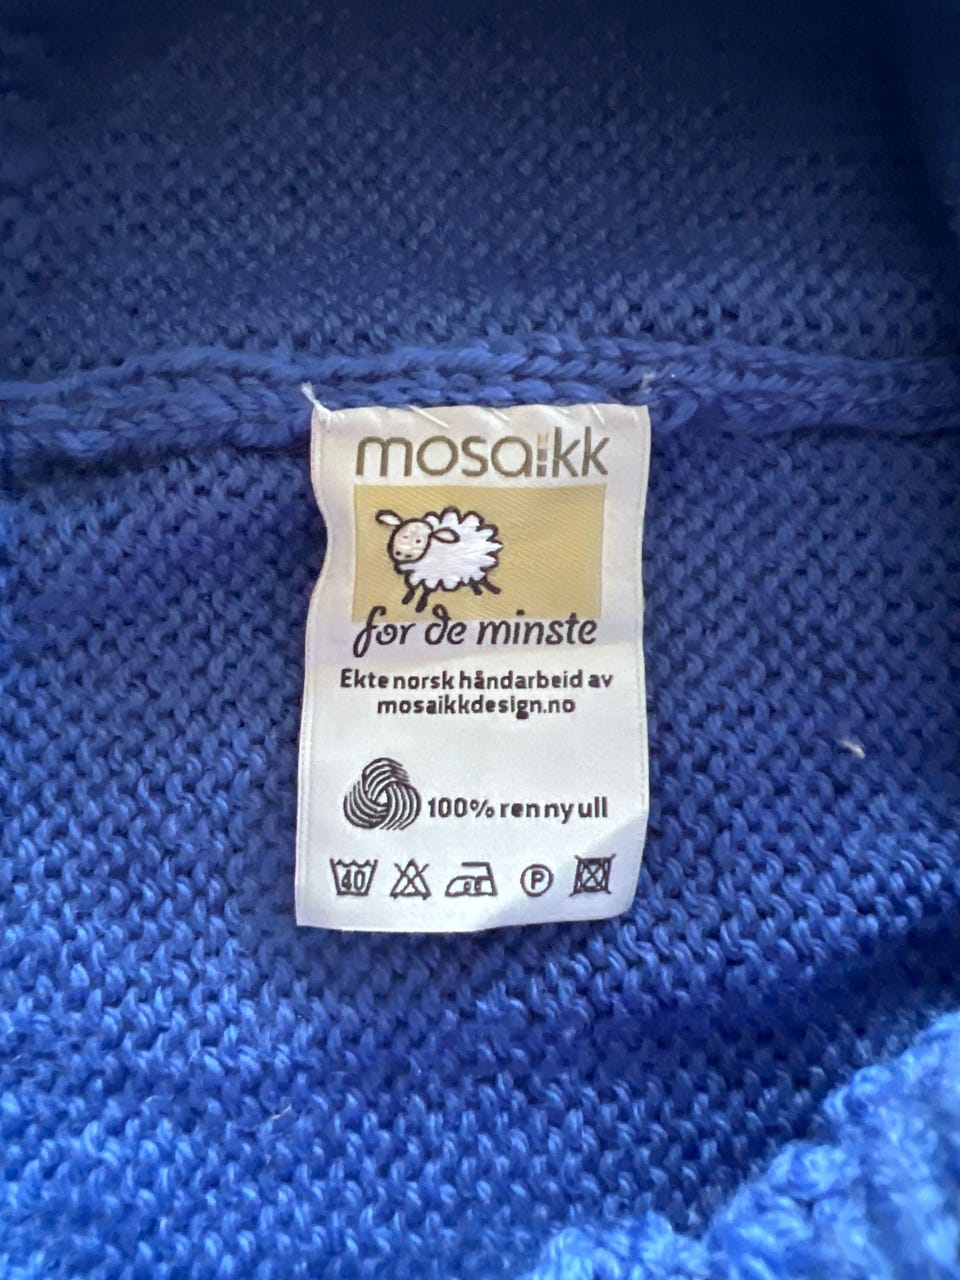 mosaikk
for de minste
Ekte norsk håndarbeid av
mosaikkdesign.no
100% ren ny ull
40 P